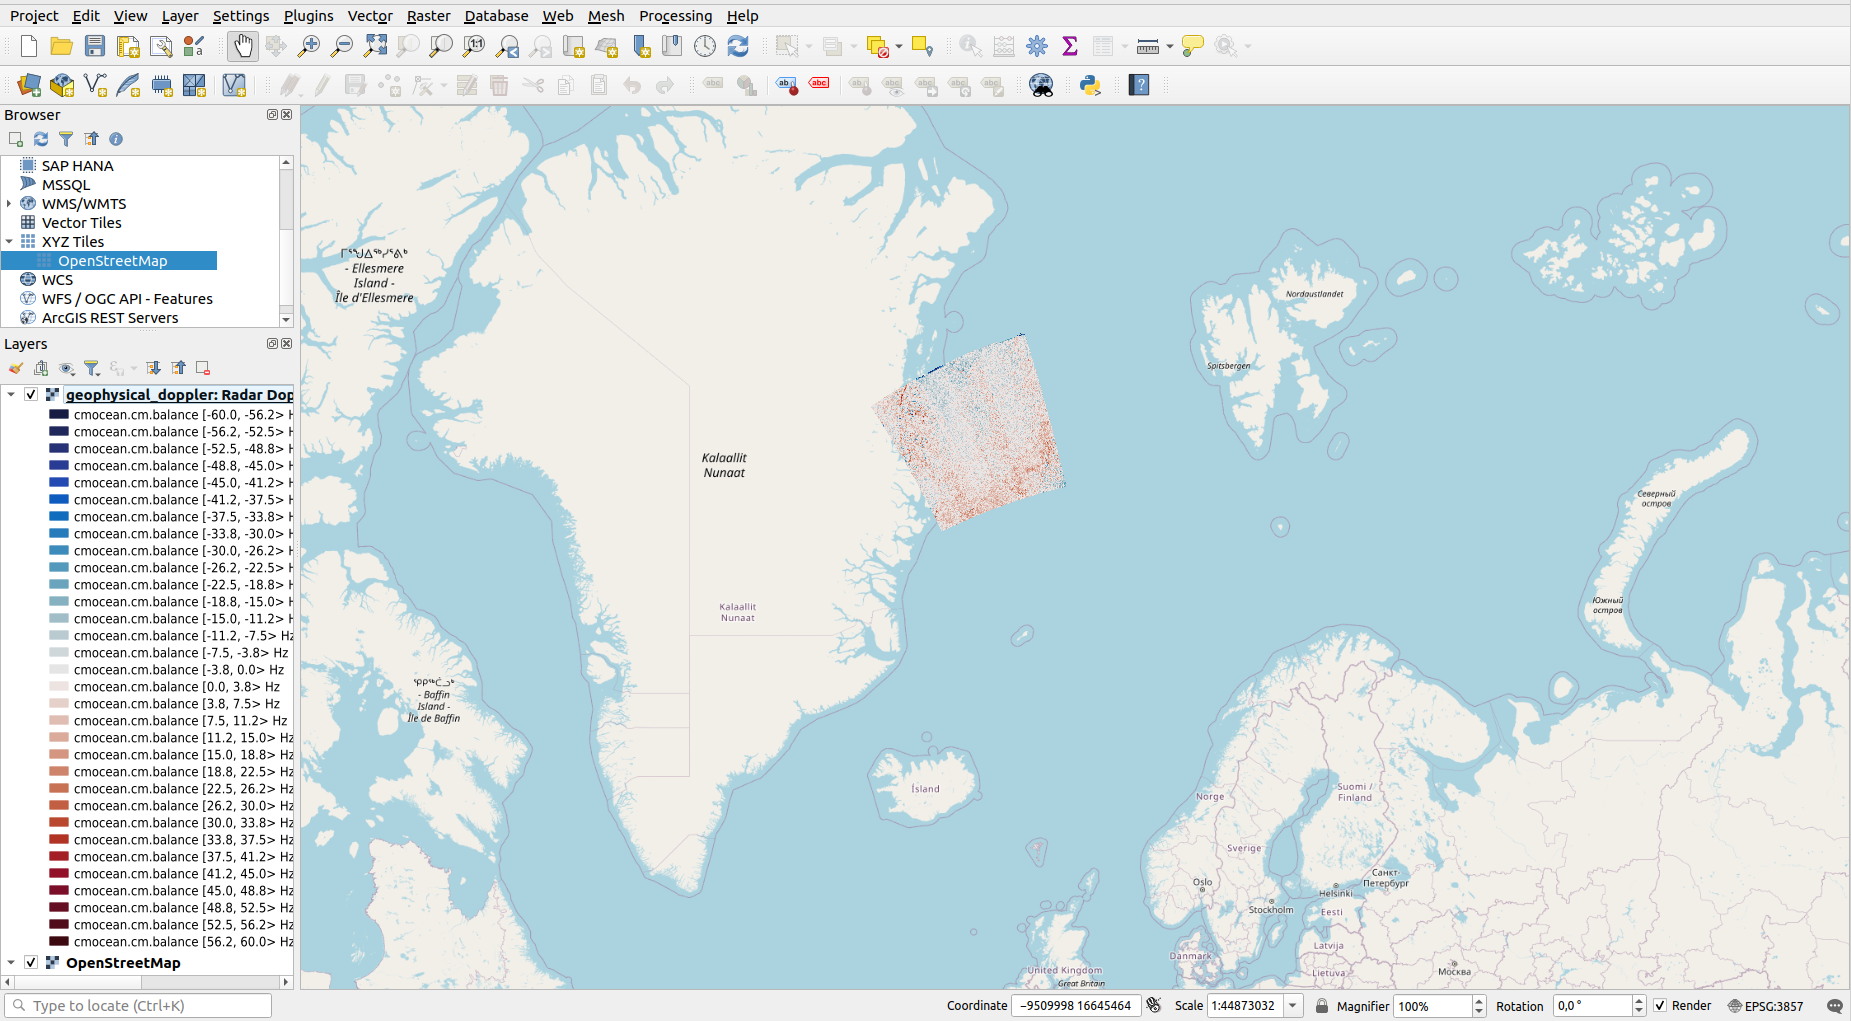 Project Edit View Layer Settings Plugins Vector Raster Database Web Mesh Processing Help
Browser
SAP HANA
MSSQL
WMS/WMTS
Vector Tiles
XYZ Tiles
OpenStreetMap
WCS
WFS / OGC API - Features
ArcGIS REST Servers
Layers
geophysical_doppler: Radar Dop
cmocean.cm.balance [-60.0, -56.2> H
cmocean.cm.balance [-56.2, -52.5> H
cmocean.cm.balance [-52.5, -48.8> H
cmocean.cm.balance [-48.8, -45.0> H
cmocean.cm.balance [-45.0, -41.2> H
cmocean.cm.balance [-41.2, -37.5> H
cmocean.cm.balance [-37.5, -33.8> H
cmocean.cm.balance [-33.8, -30.0> H
cmocean.cm.balance [-30.0, -26.2> H
cmocean.cm.balance [-26.2, -22.5> H
cmocean.cm.balance [-22.5, -18.8> H
cmocean.cm.balance [-18.8, -15.0> H
cmocean.cm.balance [-15.0, -11.2> H
cmocean.cm.balance [-11.2, -7.5> Hz
cmocean.cm.balance [-7.5, -3.8> Hz
cmocean.cm.balance [-3.8, 0.0> Hz
cmocean.cm.balance [0.0, 3.8> Hz
cmocean.cm.balance [3.8, 7.5> Hz
cmocean.cm.balance [7.5, 11.2> Hz
cmocean.cm.balance [11.2, 15.0> Hz
cmocean.cm.balance [15.0, 18.8> Hz
cmocean.cm.balance [18.8, 22.5> Hz
cmocean.cm.balance [22.5, 26.2> Hz
cmocean.cm.balance [26.2, 30.0> Hz
cmocean.cm.balance [30.0, 33.8> Hz
cmocean.cm.balance [33.8, 37.5> Hz
cmocean.cm.balance [37.5, 41.2> Hz
cmocean.cm.balance [41.2, 45.0> Hz
cmocean.cm.balance [45.0, 48.8> Hz
cmocean.cm.balance [48.8, 52.5> Hz
cmocean.cm.balance [52.5, 56.2> Hz
cmocean.cm.balance [56.2, 60.0> Hz
OpenStreetMap
- Ellesmere
Island -
Île d'Ellesmere
Kalaallit
Nunaat
Kalaallit
Nunaat
- Baffin
Island -
Île de Baffin
Nordaustlandet
Spitsbergen
Северный
остров
Южный
остров
Ísland
Norge
Suomi /
Finland
Sverige
Oslo
Helsinki
Санкт-
Петербург
Stockholm
Eesti
Latvija
Lietuva
Danmark
Москва
United Kingdom
Great Britain
Type to locate (Ctrl+K)
Coordinate −9509998 16645464 Scale 1:44873032 Magnifier 100% Rotation 0,0 ° Render EPSG:3857